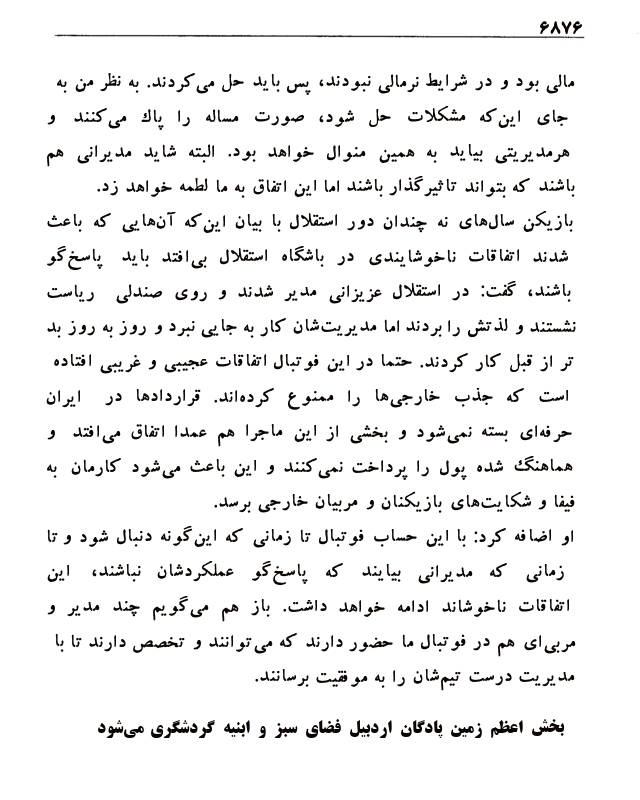 ۶۸۷۶
مالی بود و در شرایط نرمالی نبودند، پس باید حل می‌کردند. به نظر من به
جای این‌که مشکلات حل شود، صورت مساله را پاک می‌کنند و
هرمدیریتی بیاید به همین منوال خواهد بود. البته شاید مدیرانی هم
باشند که بتواند تاثیرگذار باشند اما این اتفاق به ما لطمه خواهد زد.
بازیکن سال‌های نه چندان دور استقلال با بیان این‌که آن‌هایی که باعث
شدند اتفاقات ناخوشایندی در باشگاه استقلال بی‌افتد باید پاسخ‌گو
باشند، گفت: در استقلال عزیزانی مدیر شدند و روی صندلی ریاست
نشستند و لذتش را بردند اما مدیریت‌شان کار به جایی نبرد و روز به روز بد
تر از قبل کار کردند. حتما در این فوتبال اتفاقات عجیبی و غریبی افتاده
است که جذب خارجی‌ها را ممنوع کرده‌اند. قراردادها در ایران
حرفه‌ای بسته نمی‌شود و بخشی از این ماجرا هم عمدا اتفاق می‌افتد و
هماهنگ شده پول را پرداخت نمی‌کنند و این باعث می‌شود کارمان به
فیفا و شکایت‌های بازیکنان و مربیان خارجی برسد.
او اضافه کرد: با این حساب فوتبال تا زمانی که این‌گونه دنبال شود و تا
زمانی که مدیرانی بیایند که پاسخ‌گو عملکردشان نباشند، این
اتفاقات ناخوشاند ادامه خواهد داشت. باز هم می‌گویم چند مدیر و
مربی‌ای هم در فوتبال ما حضور دارند که می‌توانند و تخصص دارند تا با
مدیریت درست تیم‌شان را به موفقیت برسانند.
بخش اعظم زمین پادگان اردبیل فضای سبز و ابنیه گردشگری می‌شود